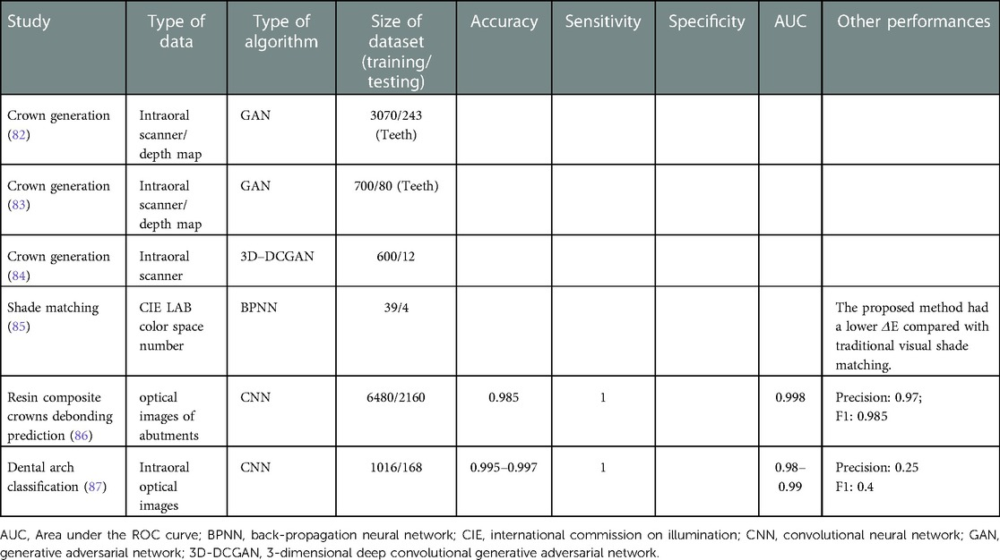 Study
Type of
data
Type of
algorithm
Size of
dataset
(training/
testing)
Accuracy
Sensitivity
Specificity
AUC
Other performances
Crown generation
(82)
Intraoral
scanner/
depth map
GAN
3070/243
(Teeth)
Crown generation
(83)
Intraoral
scanner/
depth map
GAN
700/80 (Teeth)
Crown generation
(84)
Intraoral
scanner
3D–DCGAN
600/12
Shade matching
(85)
CIE LAB
color space
number
BPNN
39/4
The proposed method had
a lower ΔE compared with
traditional visual shade
matching.
Resin composite
crowns debonding
prediction (86)
optical
images of
abutments
CNN
6480/2160
0.985
1
0.998
Precision: 0.97;
F1: 0.985
Dental arch
classification (87)
Intraoral
optical
images
CNN
1016/168
0.995–0.997
1
0.98–
0.99
Precision: 0.25
F1: 0.4
AUC, Area under the ROC curve; BPNN, back-propagation neural network; CIE, international commission on illumination; CNN, convolutional neural network; GAN,
generative adversarial network; 3D-DCGAN, 3-dimensional deep convolutional generative adversarial network.